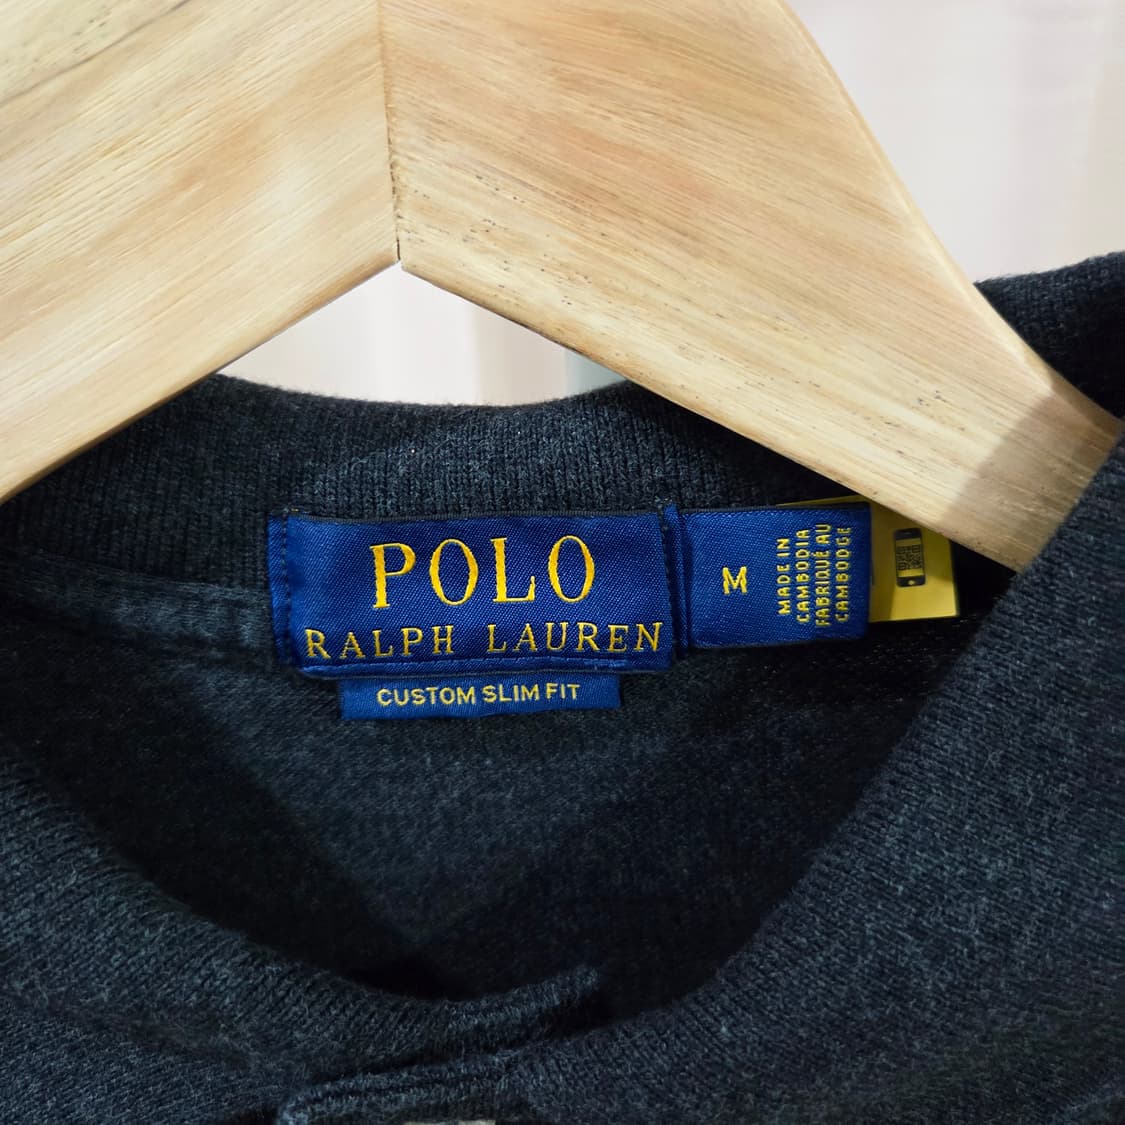 POLO
RALPH LAUREN
CUSTOM SLIM FIT
M
MADE IN
CAMBODIA
FABRIQUÉ AU
CAMBODGE